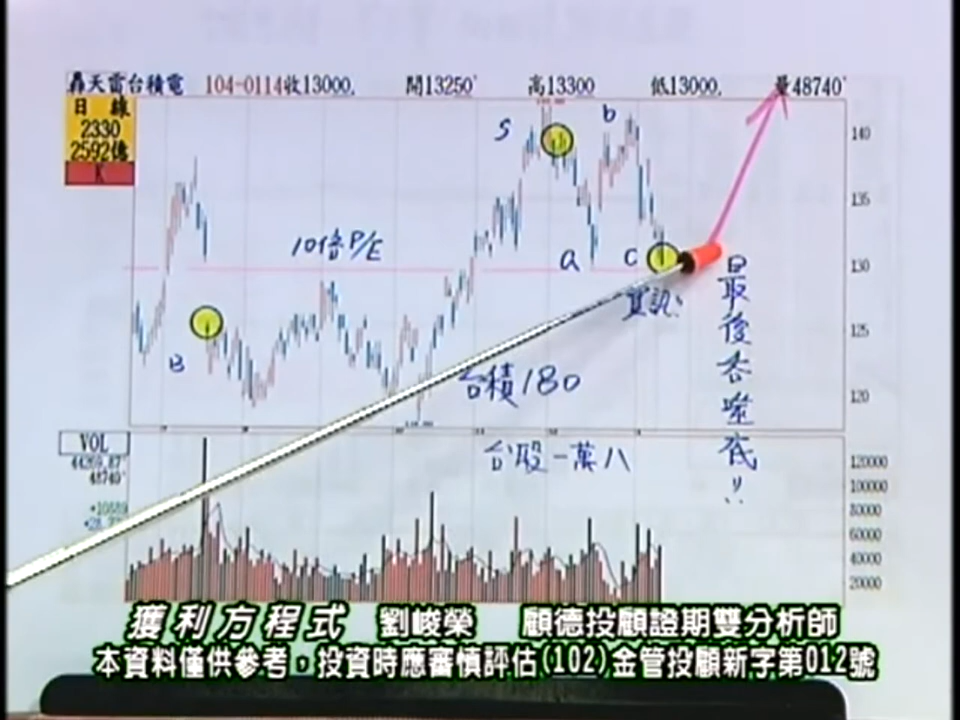 轟天雷台積電 104-0114收13000. 開13250' 高13300 低13000. 量48740'
日 線
2330
2592億
K
S
b
140
135
10倍P/E
a
C
130
買訊
最後吞噬底!!
125
B
台積180
120
VOL
48740'
台股一萬八
120000
100000
80000
60000
40000
20000
獲利方程式 劉峻榮 顧德投顧證期雙分析師
本資料僅供參考，投資時應審慎評估(102)金管投顧新字第012號